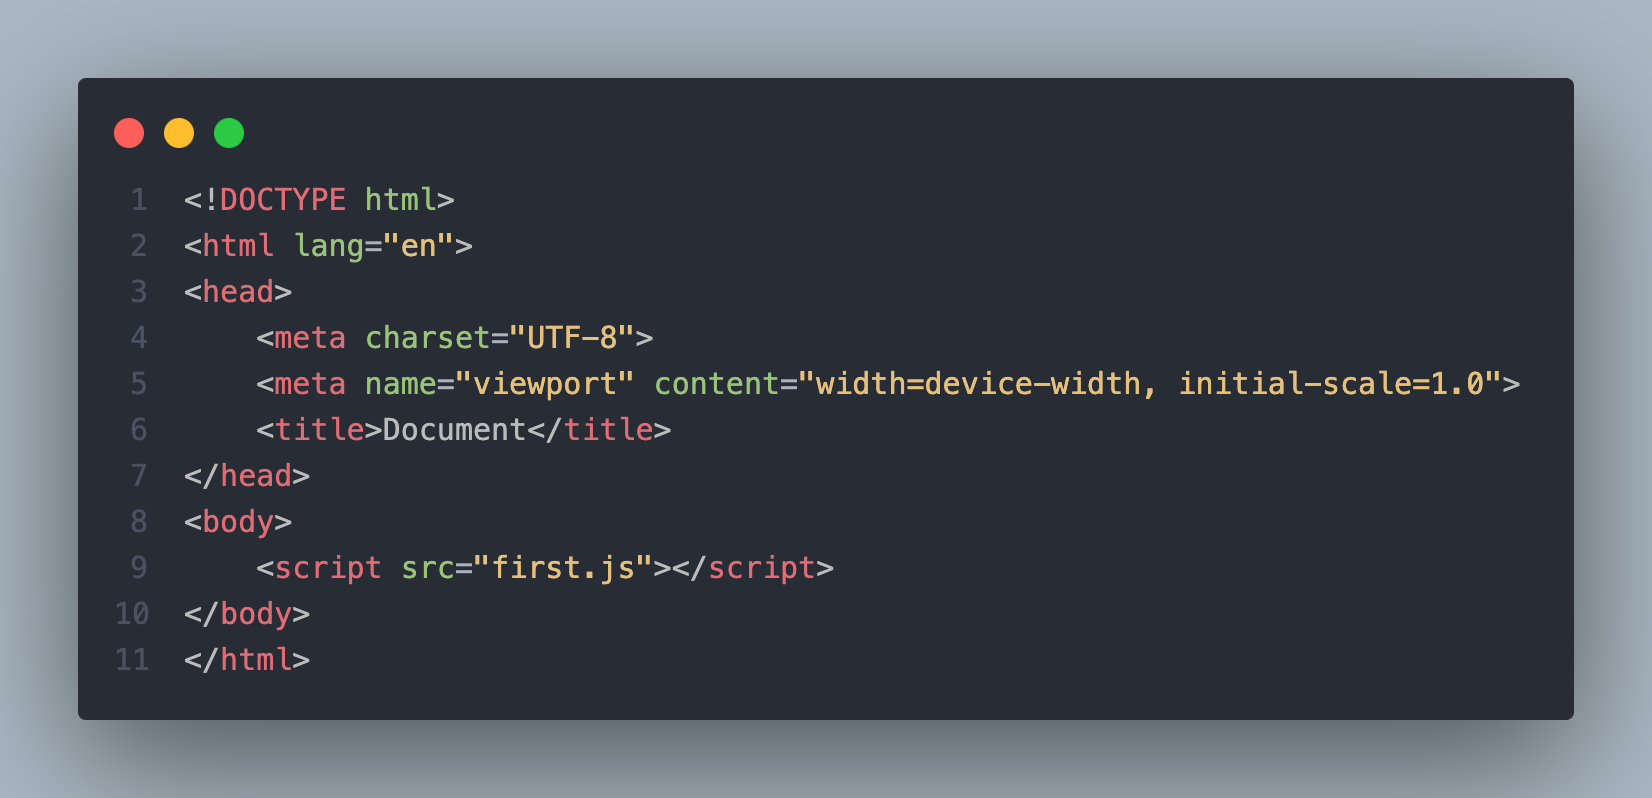 1 <!DOCTYPE html>
2 <html lang="en">
3 <head>
4     <meta charset="UTF-8">
5     <meta name="viewport" content="width=device-width, initial-scale=1.0">
6     <title>Document</title>
7 </head>
8 <body>
9     <script src="first.js"></script>
10 </body>
11 </html>